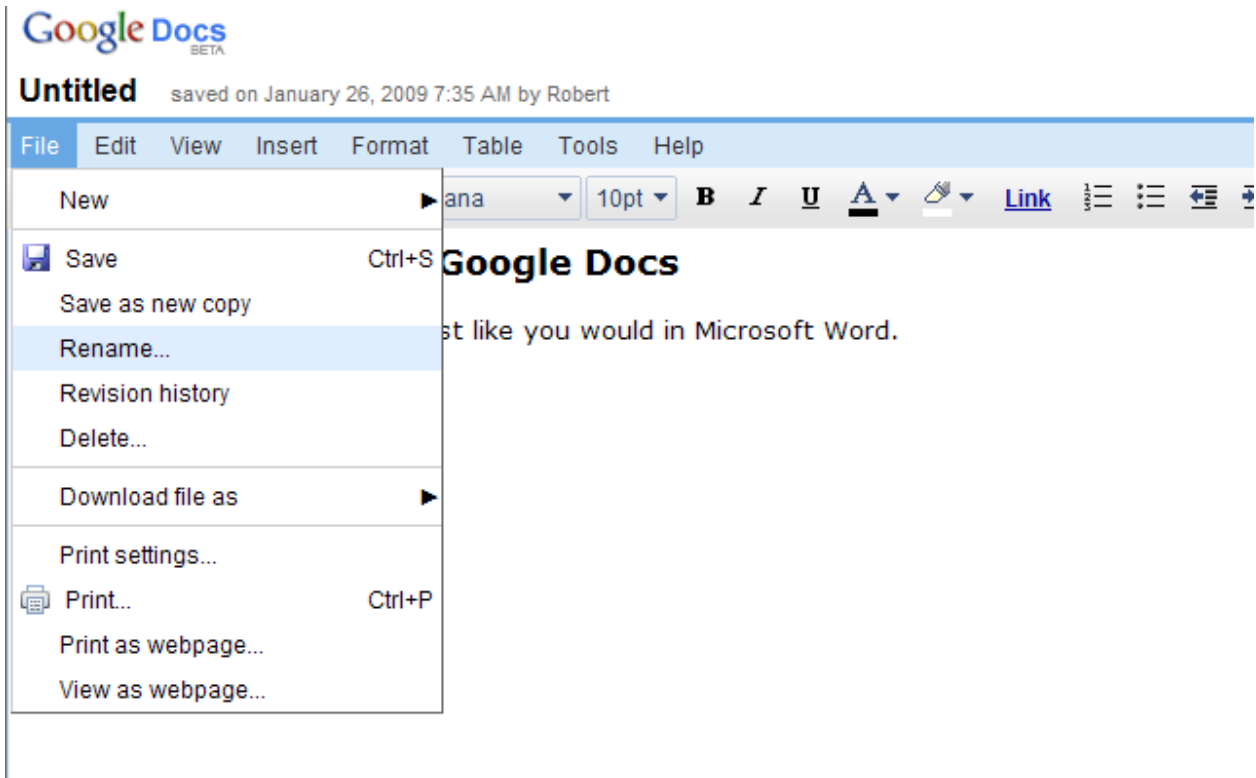 Google Docs
BETA
Untitled saved on January 26, 2009 7:35 AM by Robert
File Edit View Insert Format Table Tools Help
New ana 10pt B I U A Link
Save Ctrl+S Google Docs
Save as new copy
st like you would in Microsoft Word.
Rename...
Revision history
Delete...
Download file as
Print settings...
Print... Ctrl+P
Print as webpage...
View as webpage...